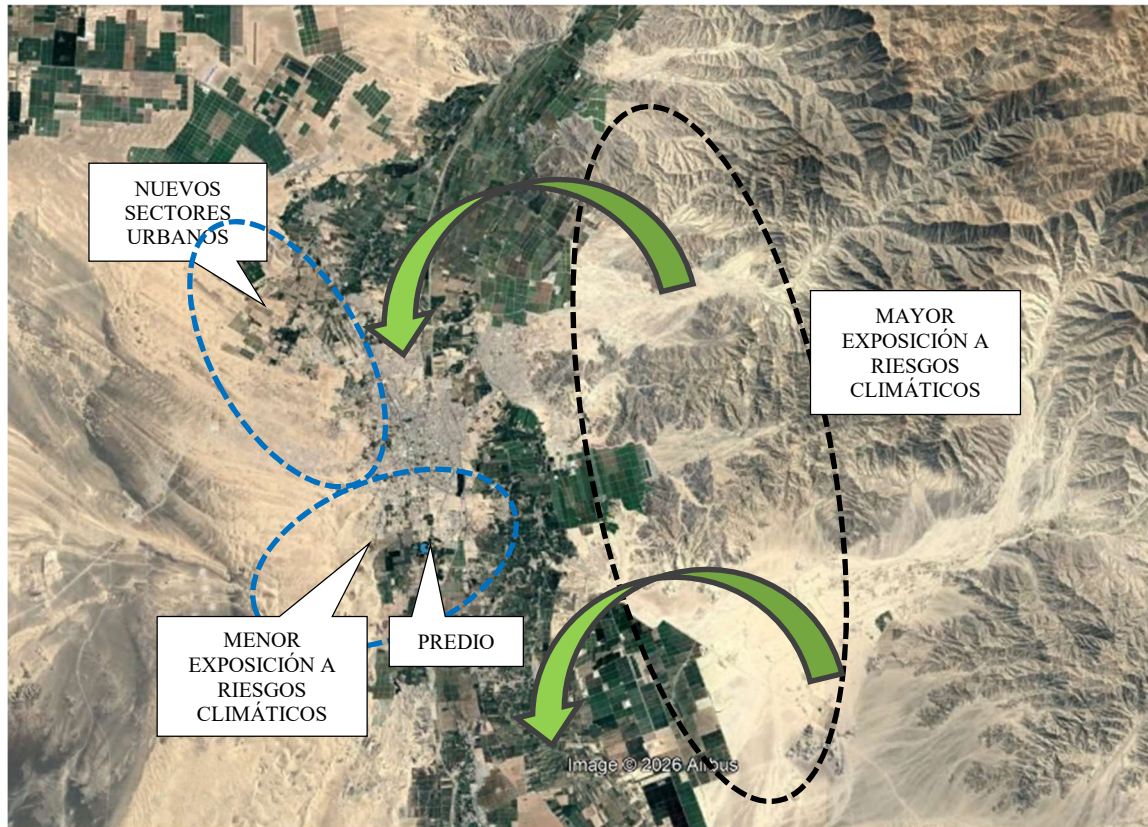 NUEVOS
SECTORES
URBANOS
MAYOR
EXPOSICIÓN A
RIESGOS
CLIMÁTICOS
MENOR
EXPOSICIÓN A
RIESGOS
CLIMÁTICOS
PREDIO
Image © 2026 Airbus